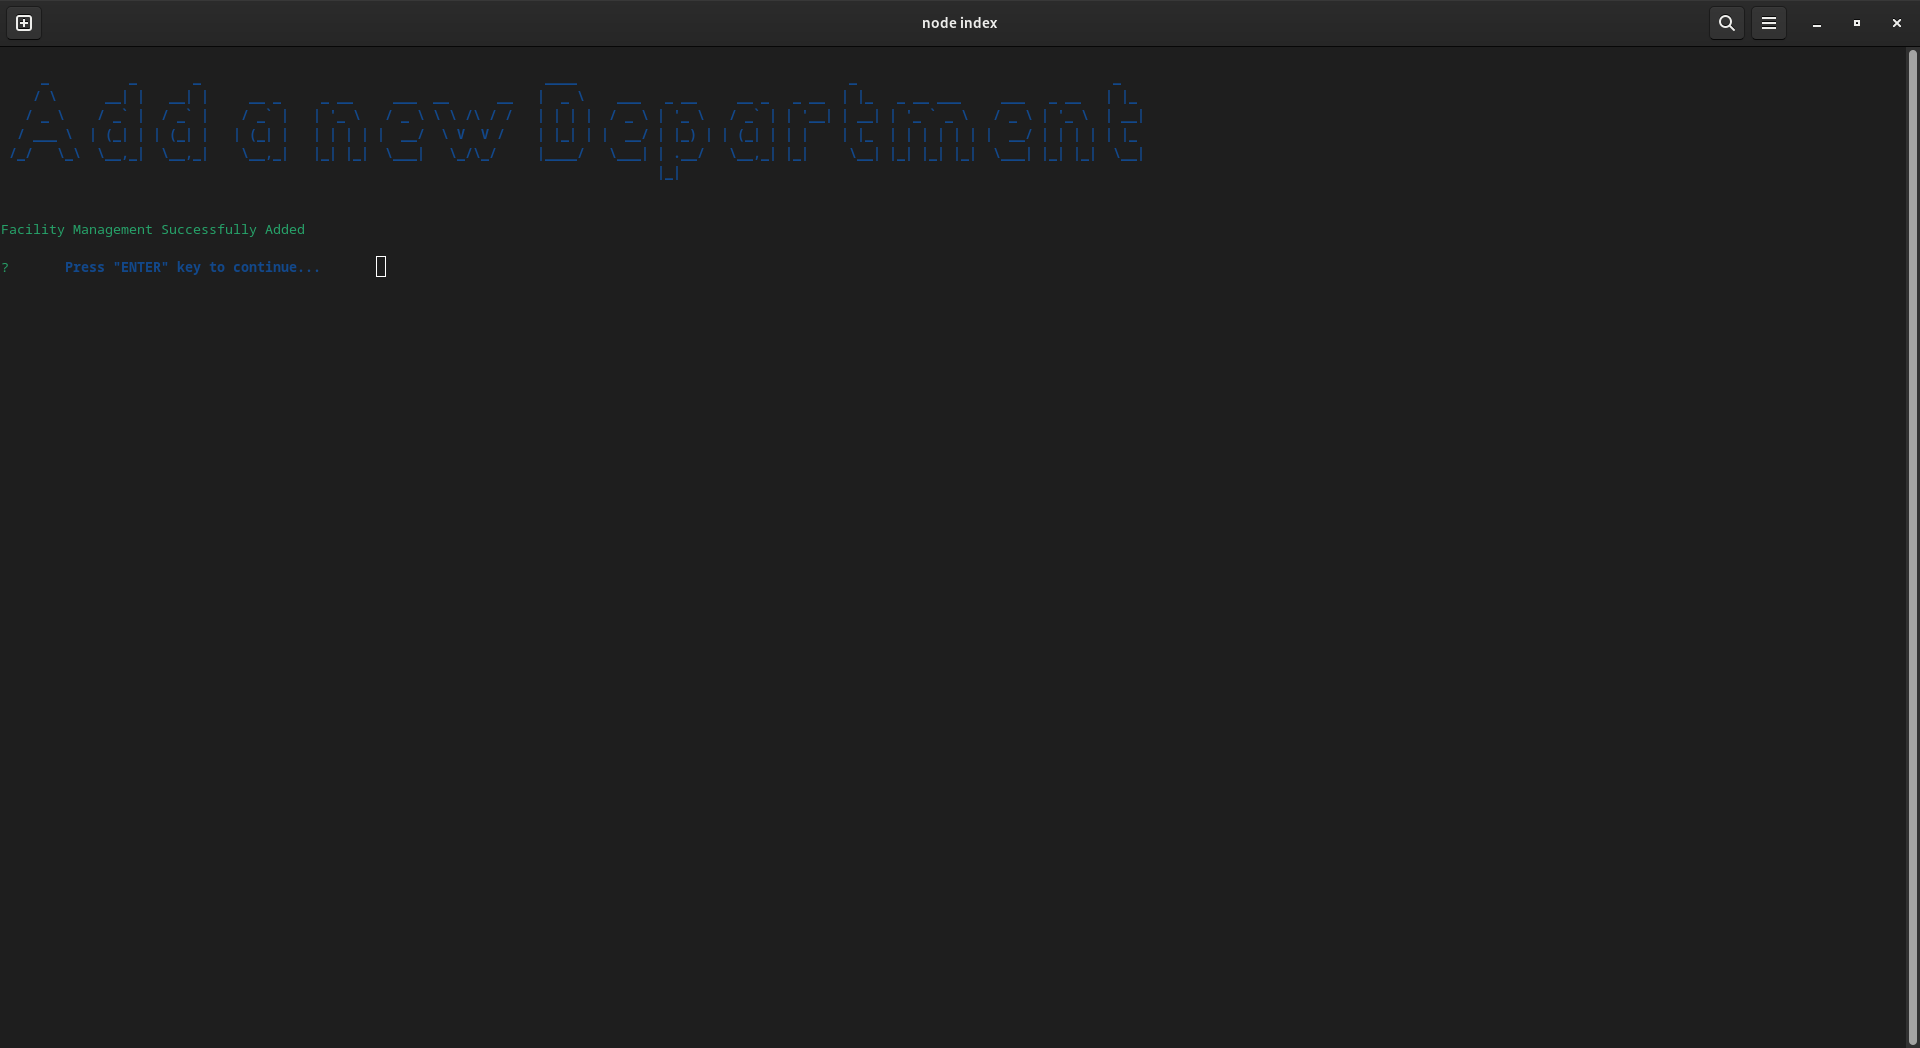 node index
Add a new Department
Facility Management Successfully Added
? Press "ENTER" key to continue...